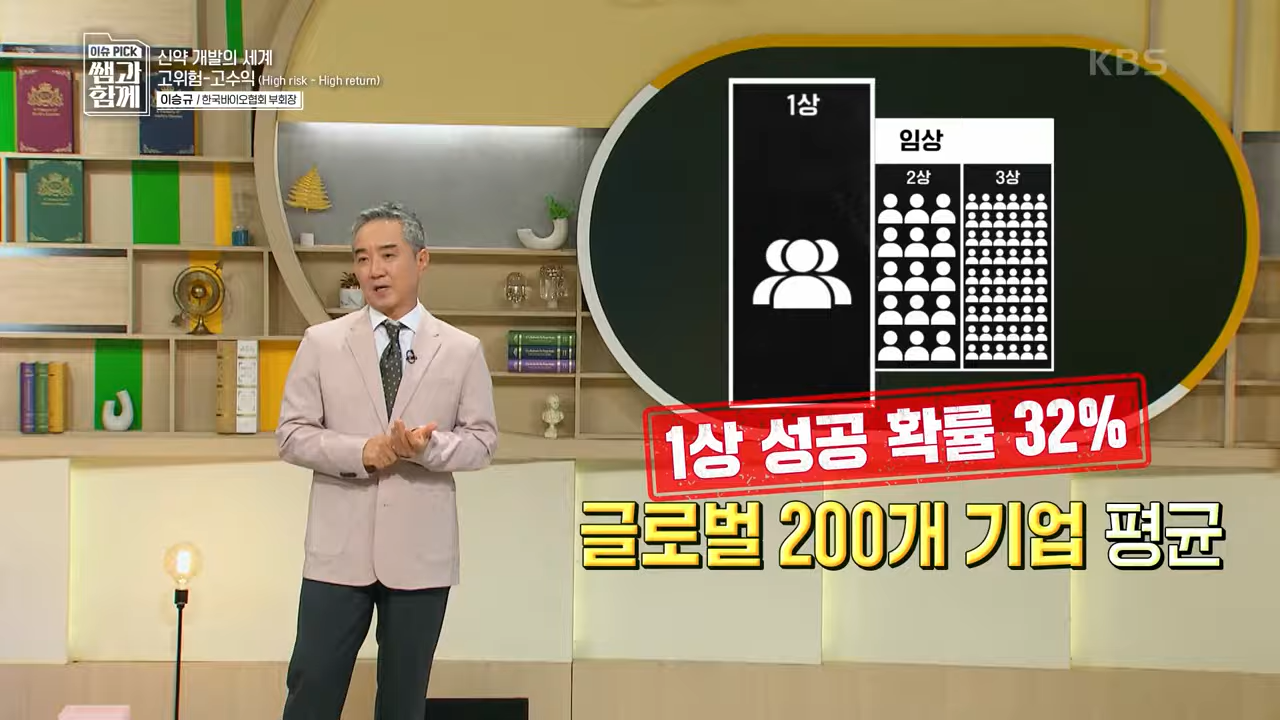 이슈 PICK
쌤과
함께
신약 개발의 세계
고위험-고수익 (High risk - High return)
이승규 / 한국바이오협회 부회장
KBS
1상
임상
2상
3상
1상 성공 확률 32%
글로벌 200개 기업 평균